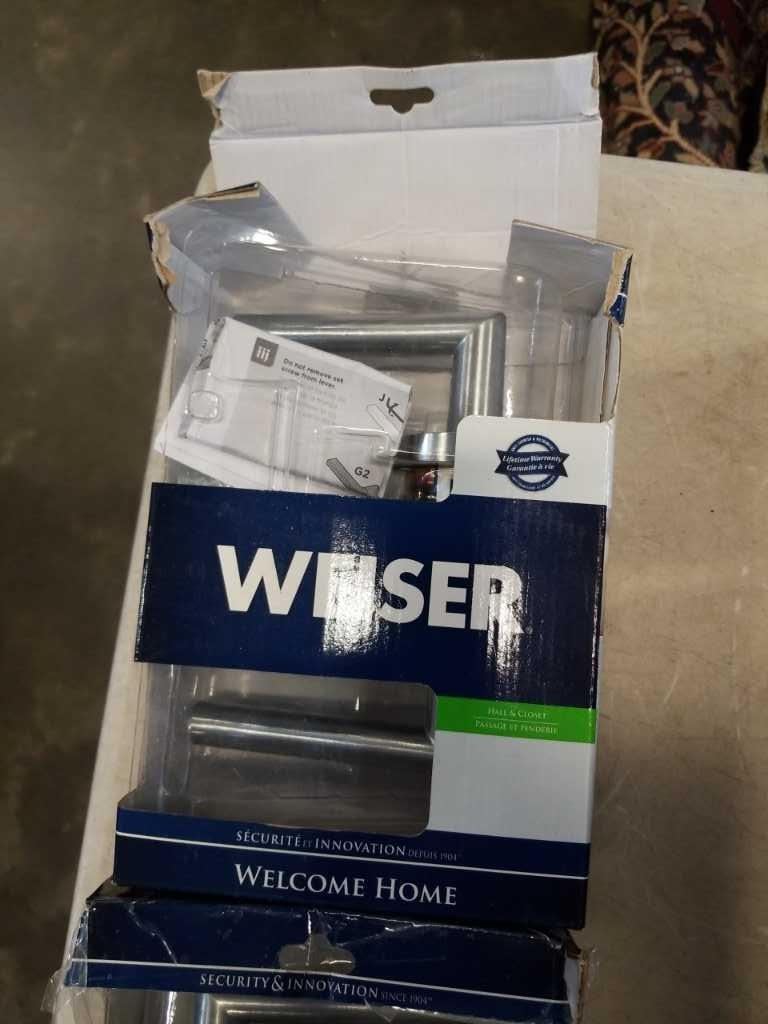 iij
Do not remove set
screw from lever.
J
G2
Lifetime Warranty
Garantie à vie
WEISER
HALL & CLOSET
PASSAGE ET PENDERIE
SÉCURITÉ ET INNOVATION DEPUIS 1904
WELCOME HOME
SECURITY & INNOVATION SINCE 1904